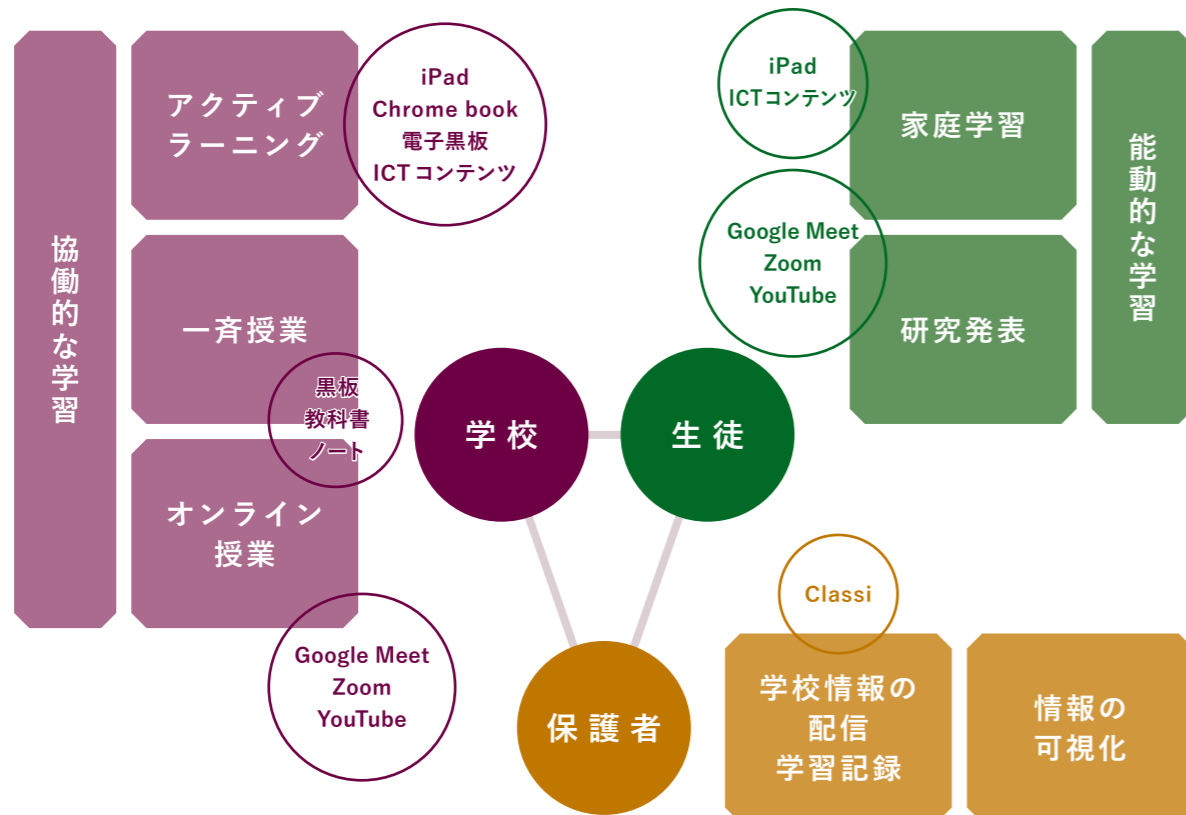 協働的な学習
アクティブ
ラーニング
iPad
Chrome book
電子黒板
ICTコンテンツ
一斉授業
黒板
教科書
ノート
オンライン
授業
Google Meet
Zoom
YouTube
学校
生徒
保護者
iPad
ICTコンテンツ
家庭学習
Google Meet
Zoom
YouTube
研究発表
能動的な学習
Classi
学校情報の
配信
学習記録
情報の
可視化